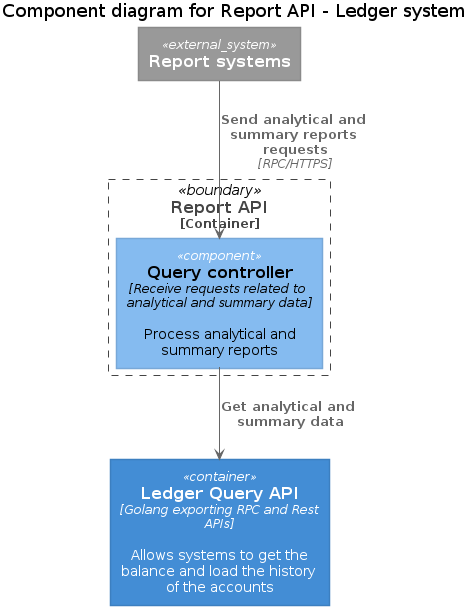 Component diagram for Report API - Ledger system
«external_system»
Report systems
Send analytical and
summary reports
requests
[RPC/HTTPS]
«boundary»
Report API
[Container]
«component»
Query controller
[Receive requests related to
analytical and summary data]
Process analytical and
summary reports
Get analytical and
summary data
«container»
Ledger Query API
[Golang exporting RPC and Rest
APIs]
Allows systems to get the
balance and load the history
of the accounts